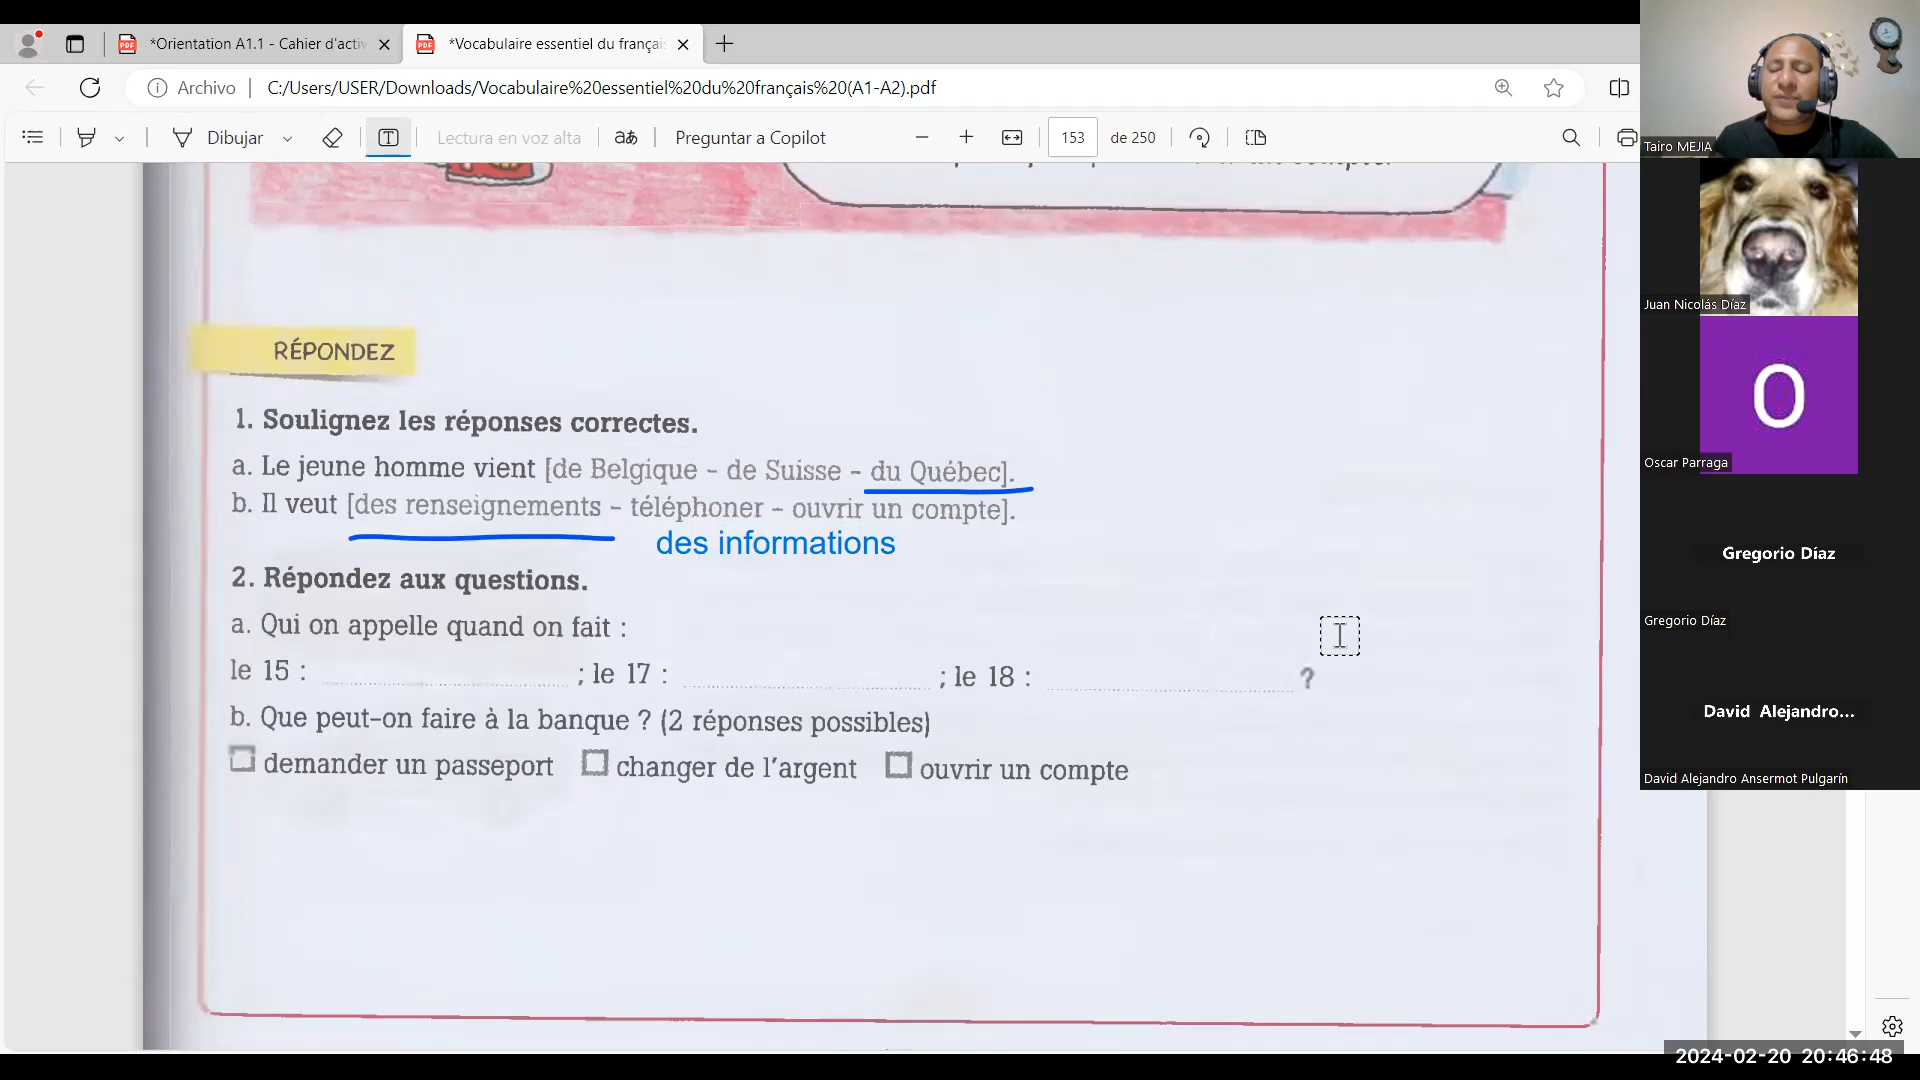 *Orientation A1.1 - Cahier d'activ
*Vocabulaire essentiel du françai
Archivo
C:/Users/USER/Downloads/Vocabulaire%20essentiel%20du%20français%20(A1-A2).pdf
Dibujar
Lectura en voz alta
aあ
Preguntar a Copilot
153
de 250
RÉPONDEZ
1. Soulignez les réponses correctes.
a. Le jeune homme vient [de Belgique – de Suisse – du Québec].
b. Il veut [des renseignements – téléphoner – ouvrir un compte].
des informations
2. Répondez aux questions.
a. Qui on appelle quand on fait :
le 15 : ; le 17 : ; le 18 : ?
b. Que peut-on faire à la banque ? (2 réponses possibles)
demander un passeport changer de l'argent ouvrir un compte
Tairo MEJIA
Juan Nicolás Díaz
O
Oscar Parraga
Gregorio Díaz
Gregorio Díaz
David Alejandro...
David Alejandro Ansermot Pulgarín
2024-02-20 20:46:48